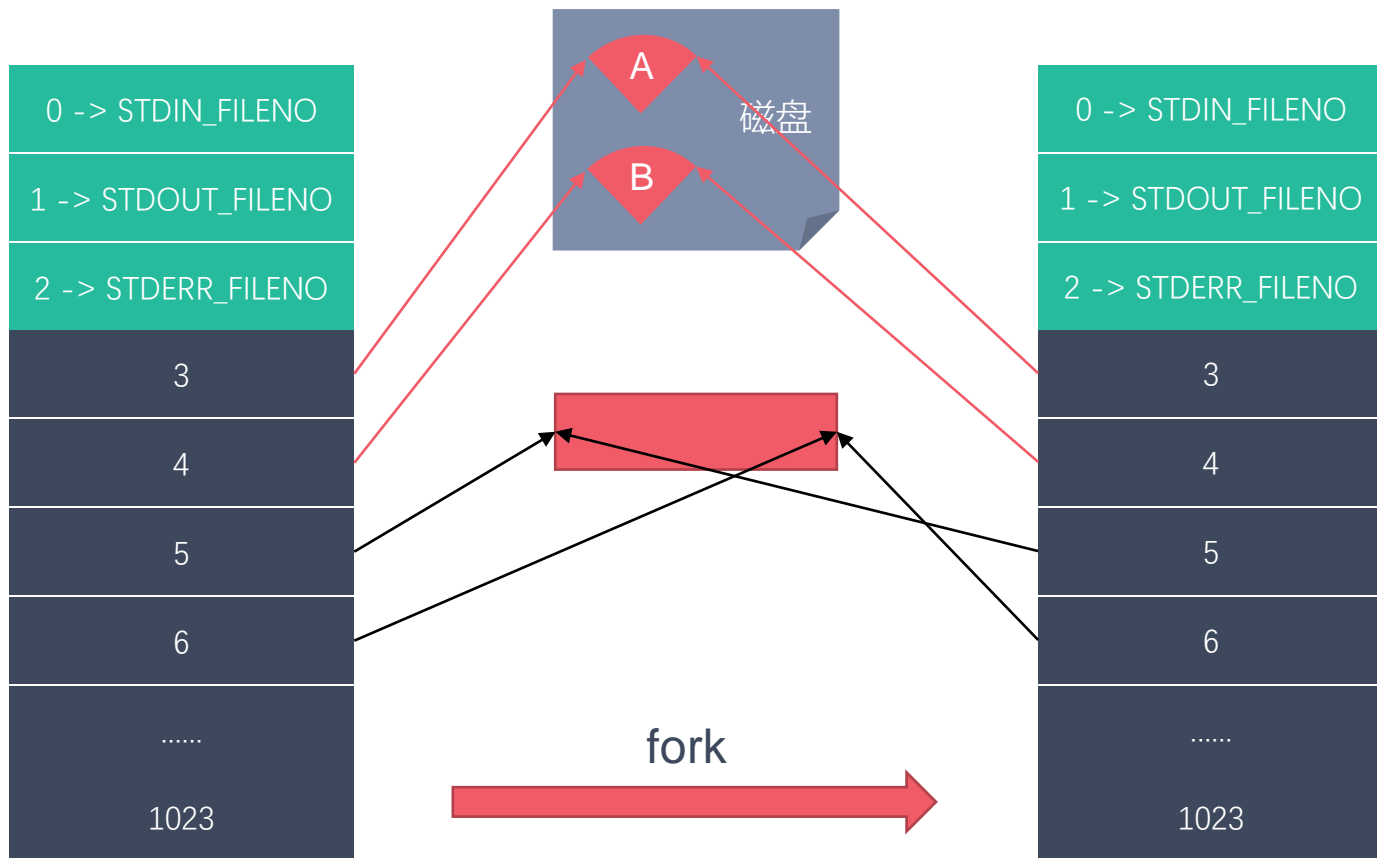 0 -> STDIN_FILENO
1 -> STDOUT_FILENO
2 -> STDERR_FILENO
3
4
5
6
......
1023
A
磁盘
B
fork
0 -> STDIN_FILENO
1 -> STDOUT_FILENO
2 -> STDERR_FILENO
3
4
5
6
......
1023